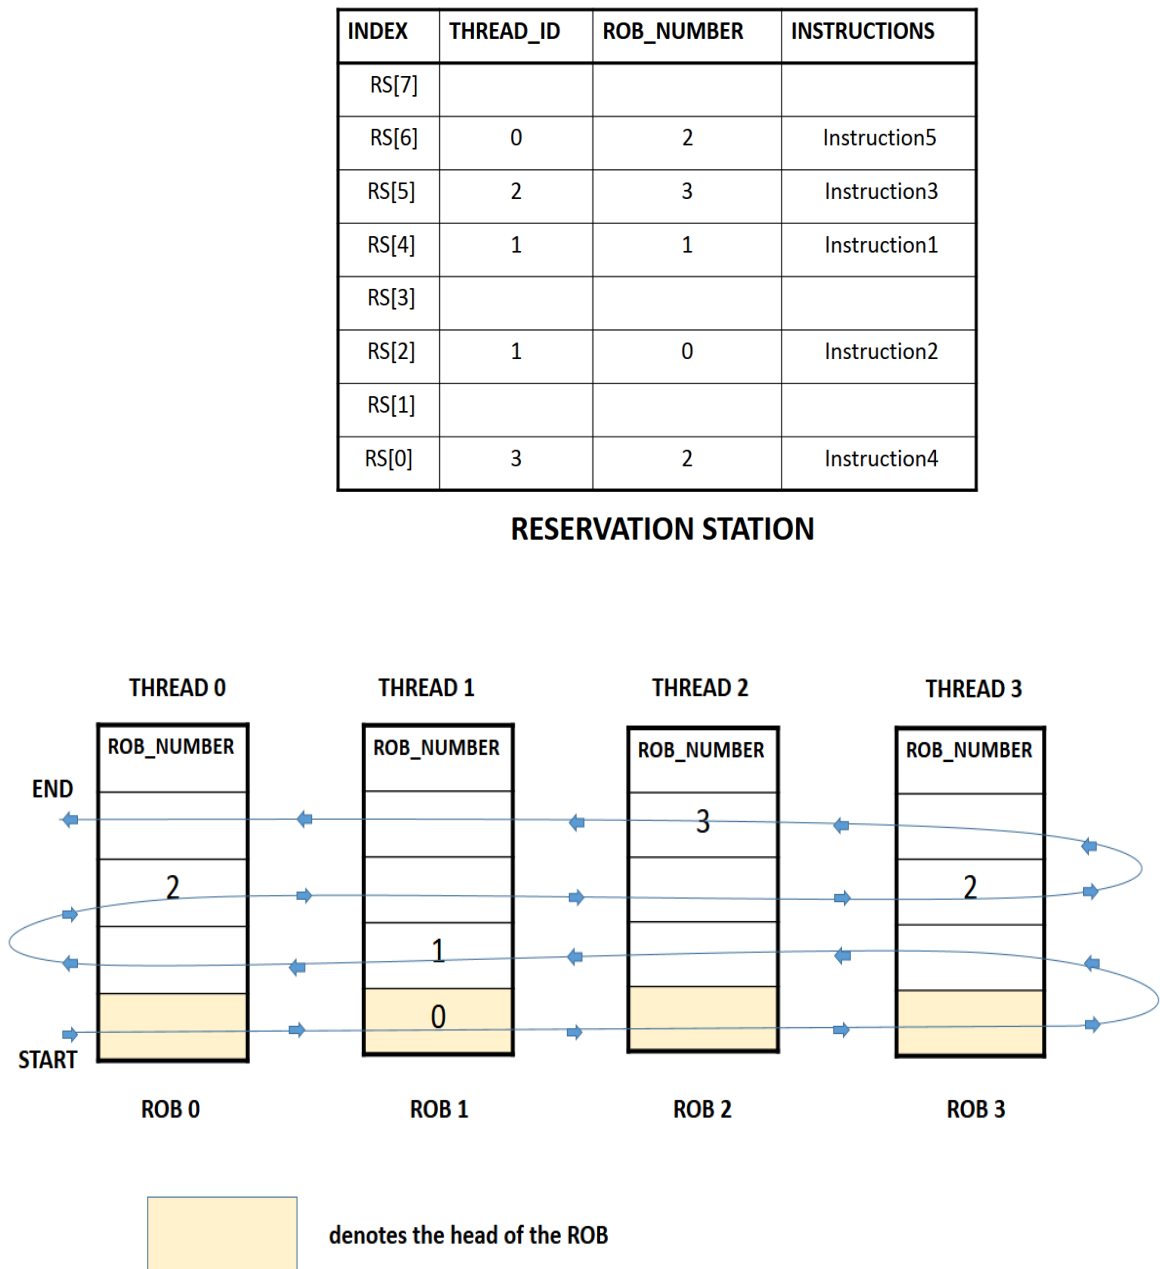 INDEX THREAD_ID ROB_NUMBER INSTRUCTIONS
RS[7]
RS[6] 0 2 Instruction5
RS[5] 2 3 Instruction3
RS[4] 1 1 Instruction1
RS[3]
RS[2] 1 0 Instruction2
RS[1]
RS[0] 3 2 Instruction4
RESERVATION STATION
THREAD 0 THREAD 1 THREAD 2 THREAD 3
ROB_NUMBER ROB_NUMBER ROB_NUMBER ROB_NUMBER
END
3
2 2
1
0
START
ROB 0 ROB 1 ROB 2 ROB 3
denotes the head of the ROB